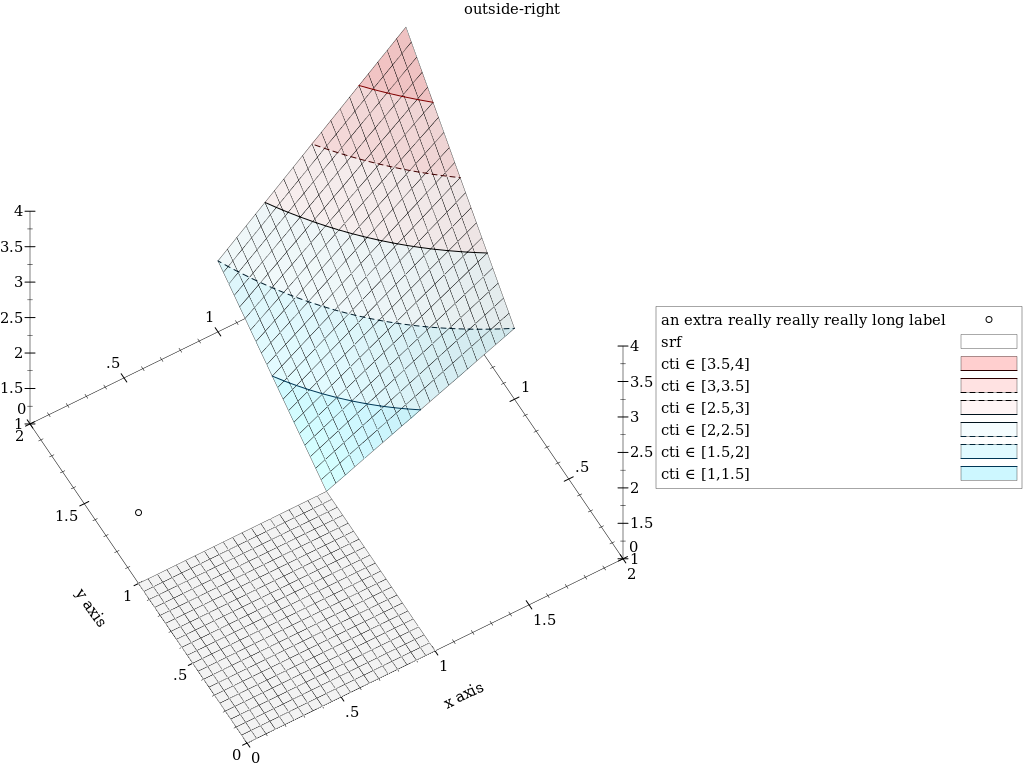 outside-right
4
3.5
3
2.5
2
1.5
1
0
2
.5
1
1.5
1
.5
0
y axis
0
.5
1
1.5
2
x axis
1
.5
0
4
3.5
3
2.5
2
1.5
1
an extra really really really long label
srf
cti ∈ [3.5,4]
cti ∈ [3,3.5]
cti ∈ [2.5,3]
cti ∈ [2,2.5]
cti ∈ [1.5,2]
cti ∈ [1,1.5]